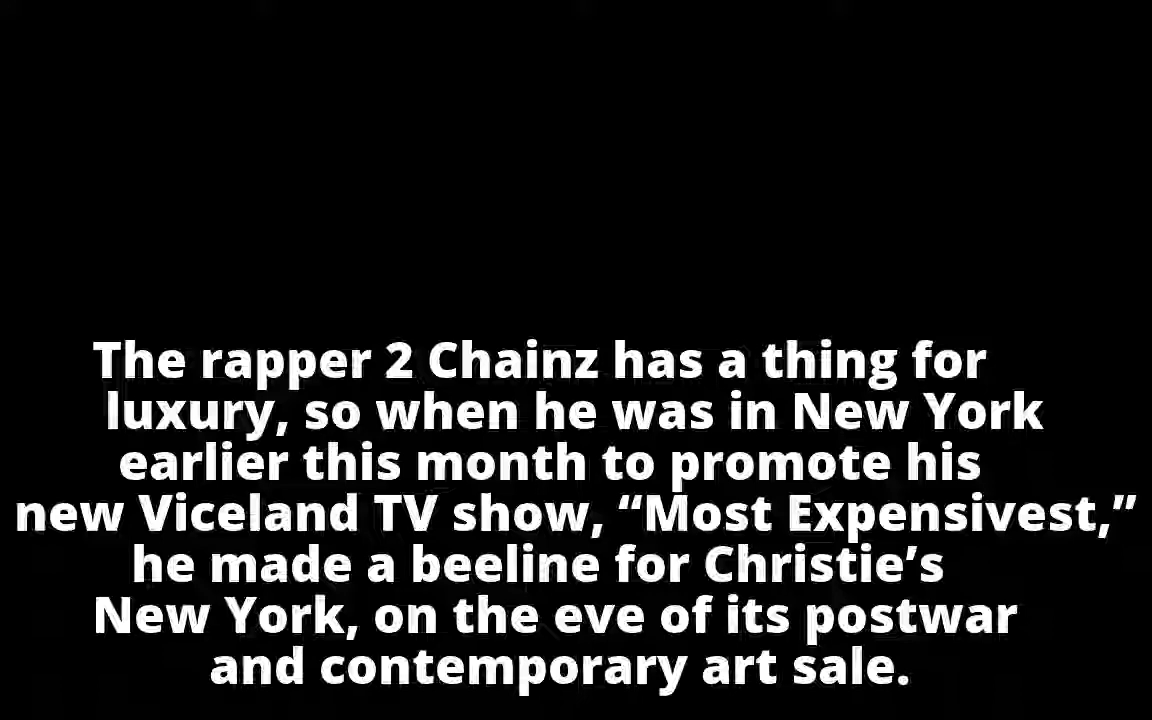 The rapper 2 Chainz has a thing for
luxury, so when he was in New York
earlier this month to promote his
new Viceland TV show, “Most Expensivest,”
he made a beeline for Christie’s
New York, on the eve of its postwar
and contemporary art sale.